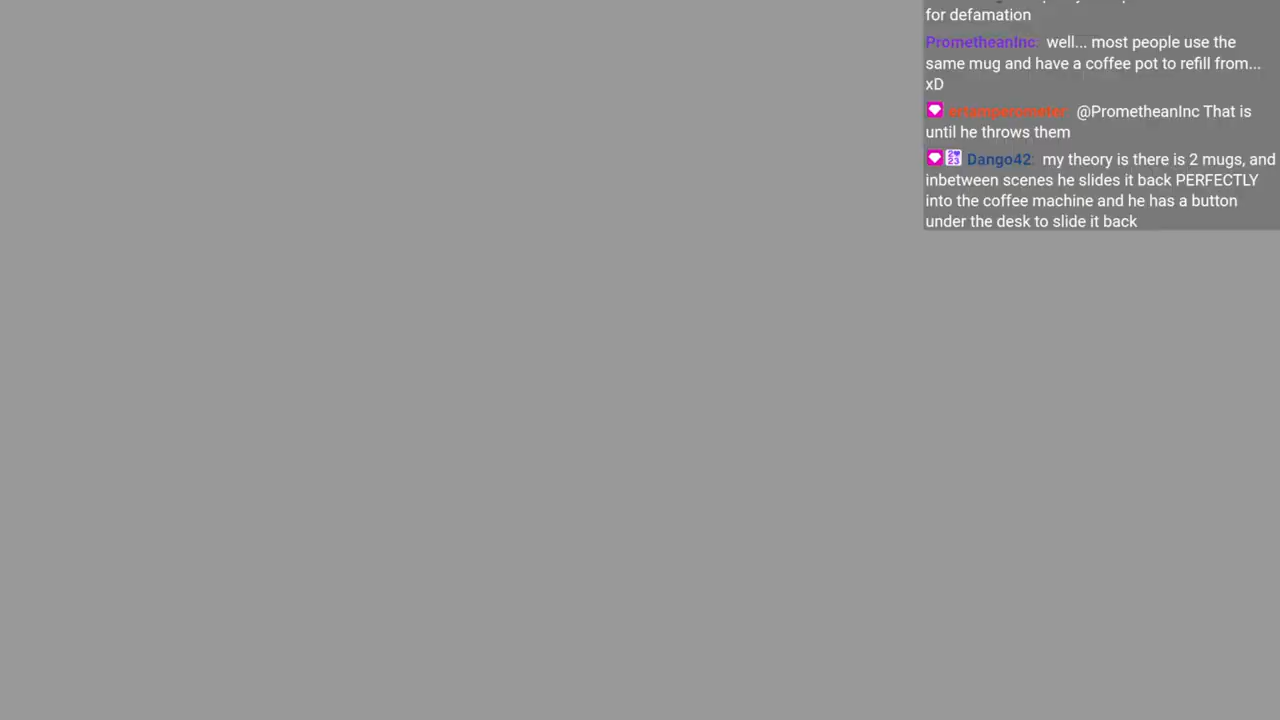 for defamation
PrometheanInc: well... most people use the
same mug and have a coffee pot to refill from...
xD
@PrometheanInc That is
until he throws them
Dango42: my theory is there is 2 mugs, and
inbetween scenes he slides it back PERFECTLY
into the coffee machine and he has a button
under the desk to slide it back